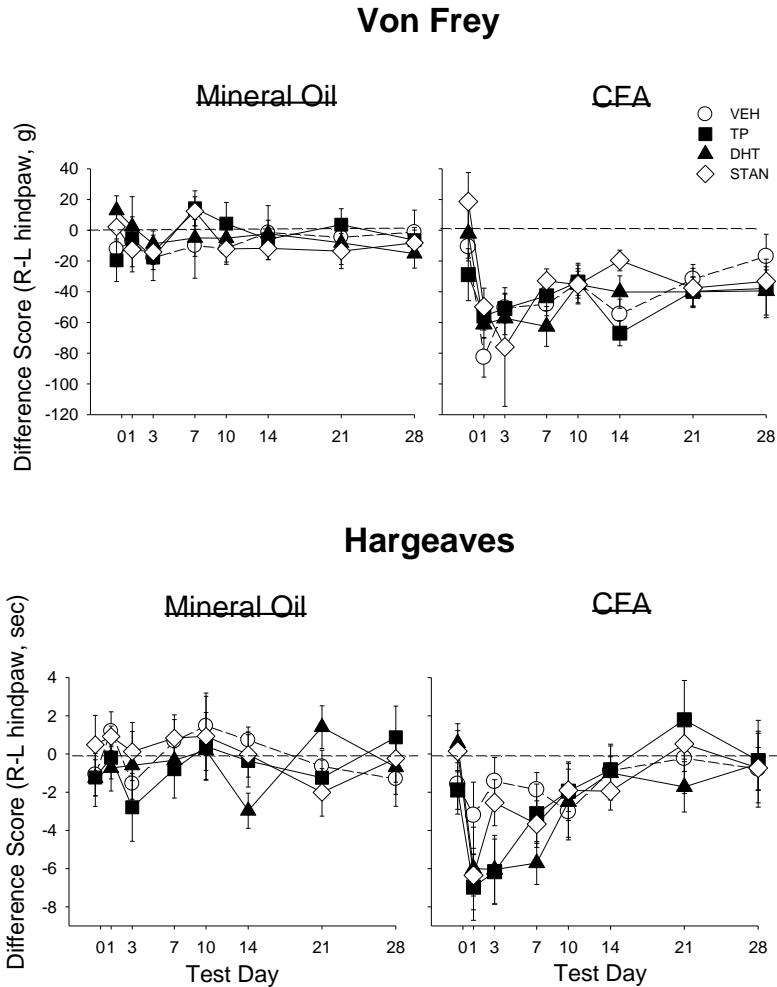 Von Frey
Mineral Oil
CFA
VEH
TP
DHT
STAN
Difference Score (R-L hindpaw, g)
40
20
0
-20
-40
-60
-80
-100
-120
01 3 7 10 14 21 28
01 3 7 10 14 21 28
Hargeaves
Mineral Oil
CFA
Difference Score (R-L hindpaw, sec)
4
2
0
-2
-4
-6
-8
01 3 7 10 14 21 28
01 3 7 10 14 21 28
Test Day
Test Day